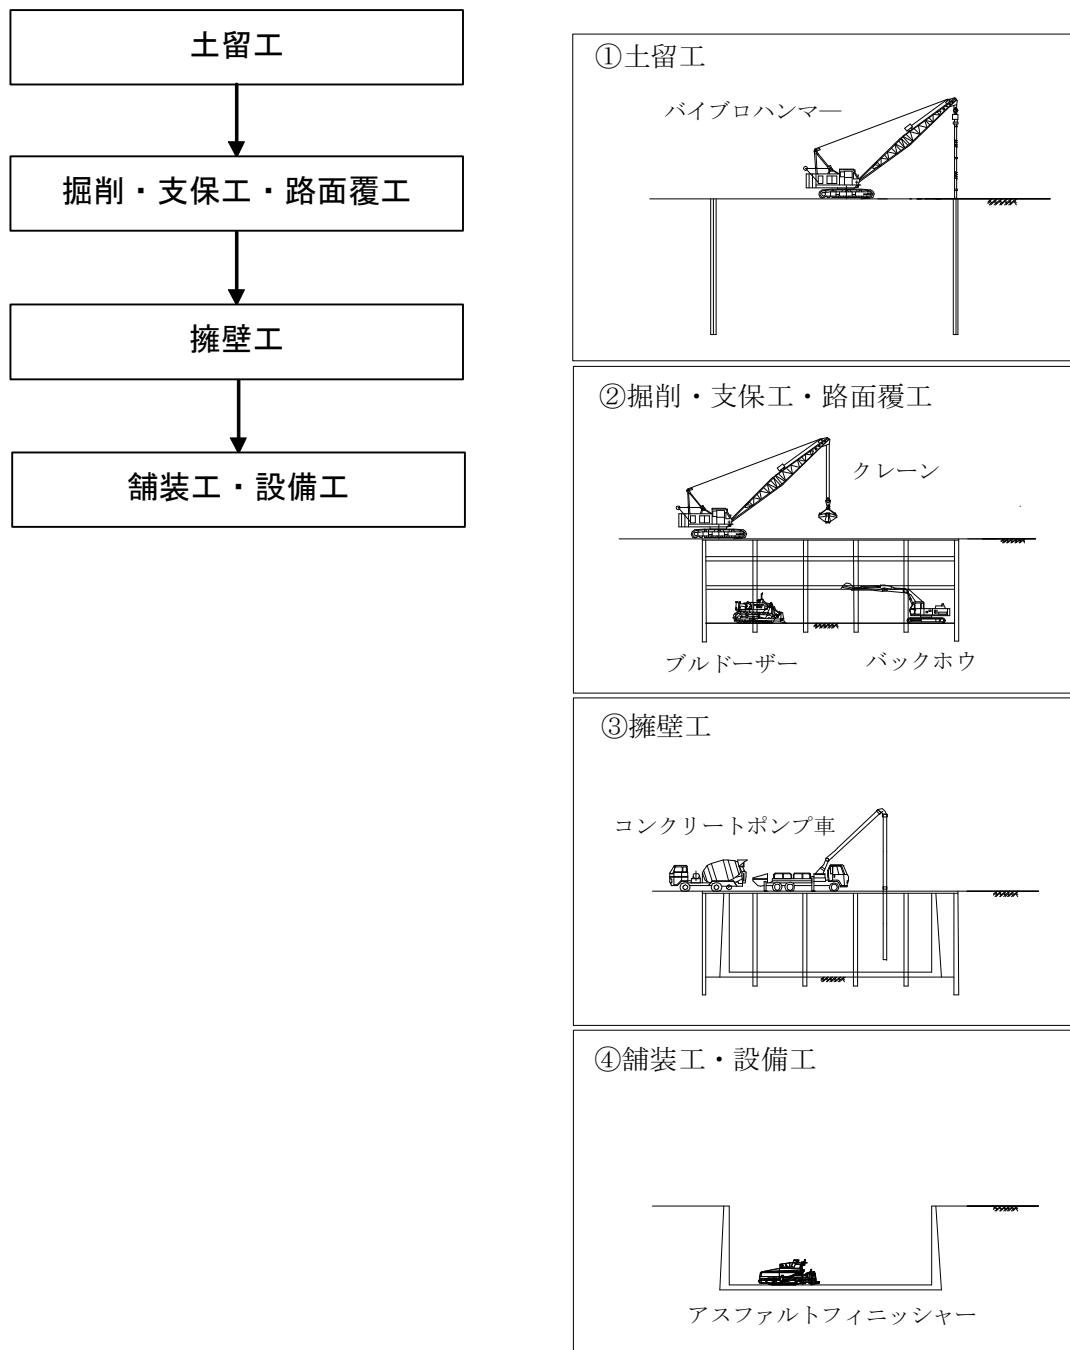 土留工
掘削・支保工・路面覆工
擁壁工
舗装工・設備工
①土留工
バイブロハンマ―
②掘削・支保工・路面覆工
クレーン
ブルドーザー
バックホウ
③擁壁工
コンクリートポンプ車
④舗装工・設備工
アスファルトフィニッシャー